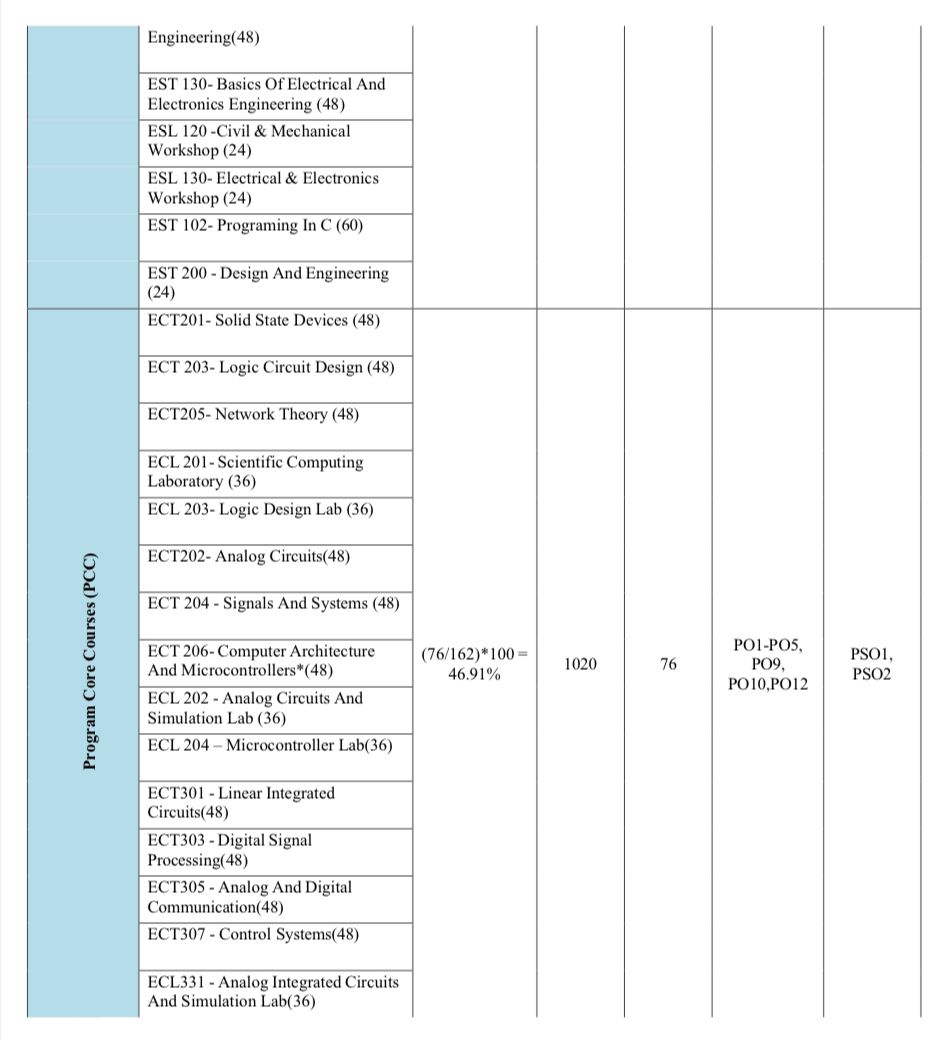 Engineering(48)
EST 130- Basics Of Electrical And
Electronics Engineering (48)
ESL 120 -Civil & Mechanical
Workshop (24)
ESL 130- Electrical & Electronics
Workshop (24)
EST 102- Programing In C (60)
EST 200 - Design And Engineering
(24)
Program Core Courses (PCC)
ECT201- Solid State Devices (48)
ECT 203- Logic Circuit Design (48)
ECT205- Network Theory (48)
ECL 201- Scientific Computing
Laboratory (36)
ECL 203- Logic Design Lab (36)
ECT202- Analog Circuits(48)
ECT 204 - Signals And Systems (48)
ECT 206- Computer Architecture
And Microcontrollers*(48)
ECL 202 - Analog Circuits And
Simulation Lab (36)
ECL 204 – Microcontroller Lab(36)
ECT301 - Linear Integrated
Circuits(48)
ECT303 - Digital Signal
Processing(48)
ECT305 - Analog And Digital
Communication(48)
ECT307 - Control Systems(48)
ECL331 - Analog Integrated Circuits
And Simulation Lab(36)
(76/162)*100 =
46.91%
1020
76
PO1-PO5,
PO9,
PO10,PO12
PSO1,
PSO2